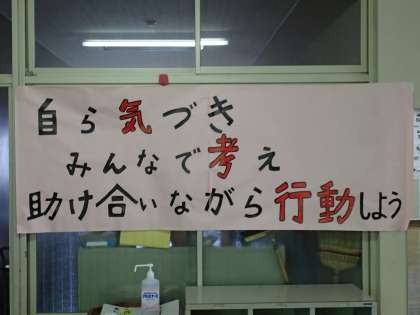 自ら気づき
みんなで考え
助け合いながら行動しよう